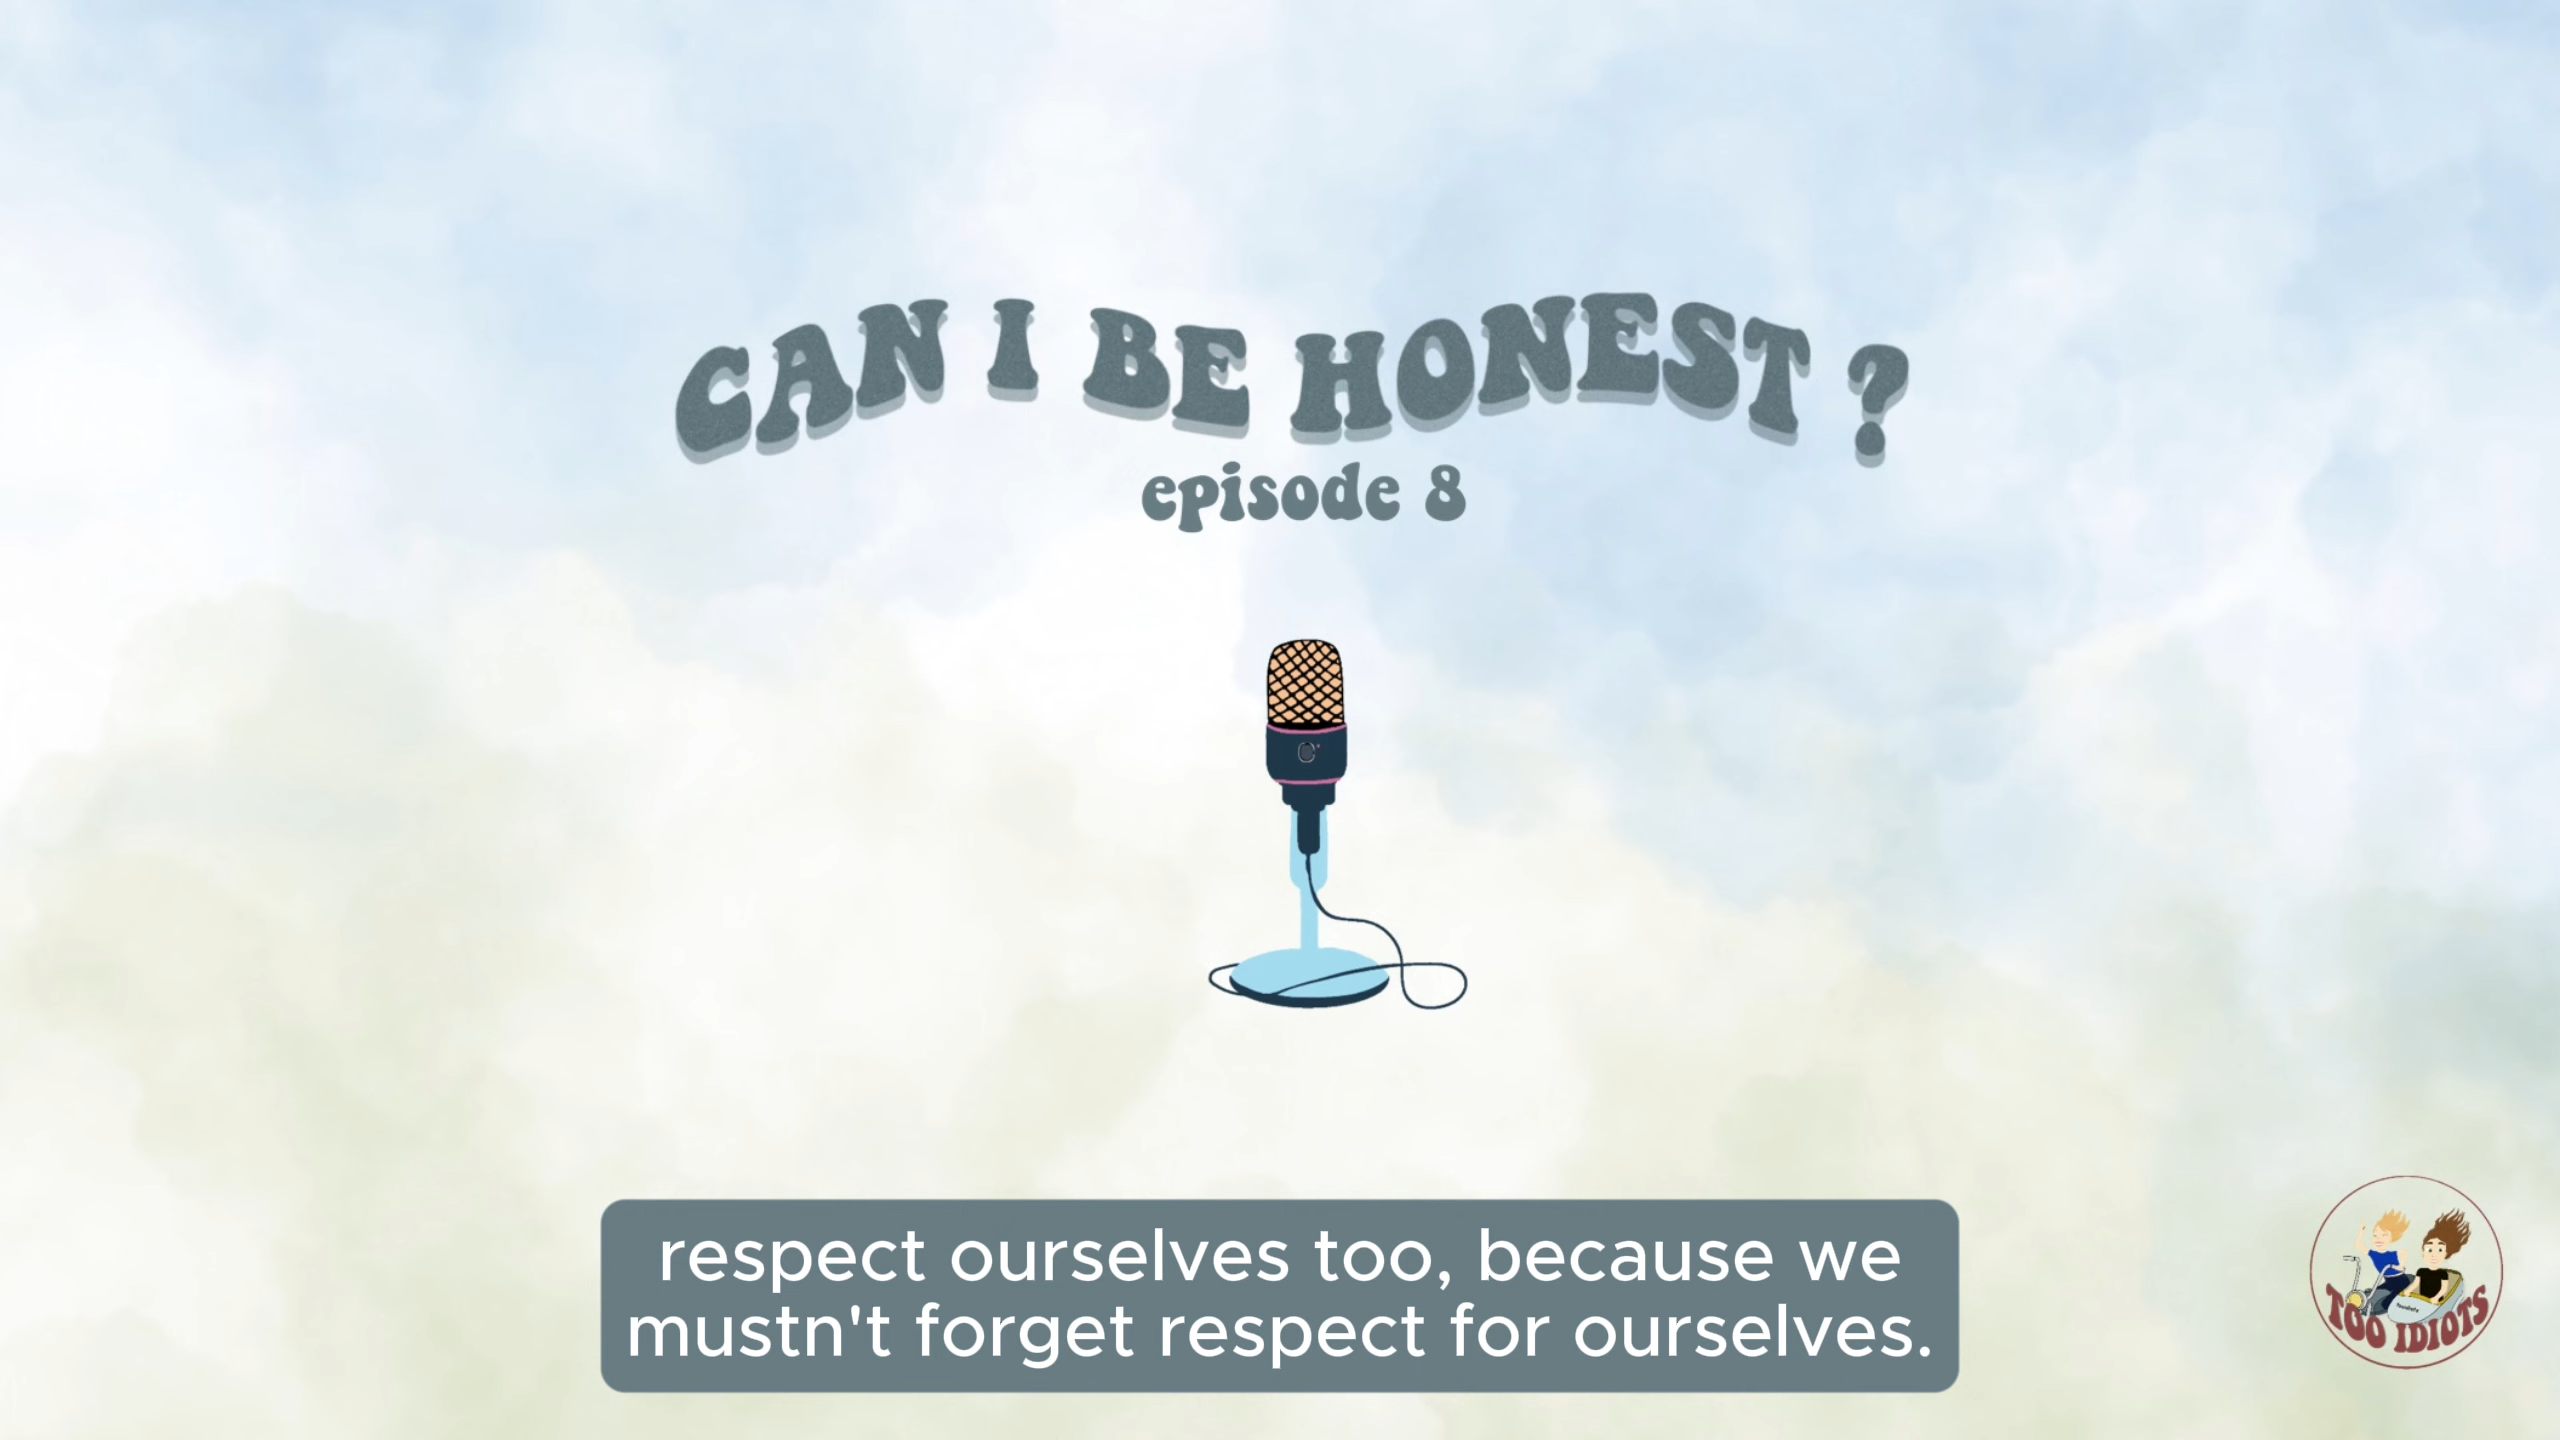 CAN I BE HONEST ?
episode 8
respect ourselves too, because we
mustn't forget respect for ourselves.
TOO IDIOTS